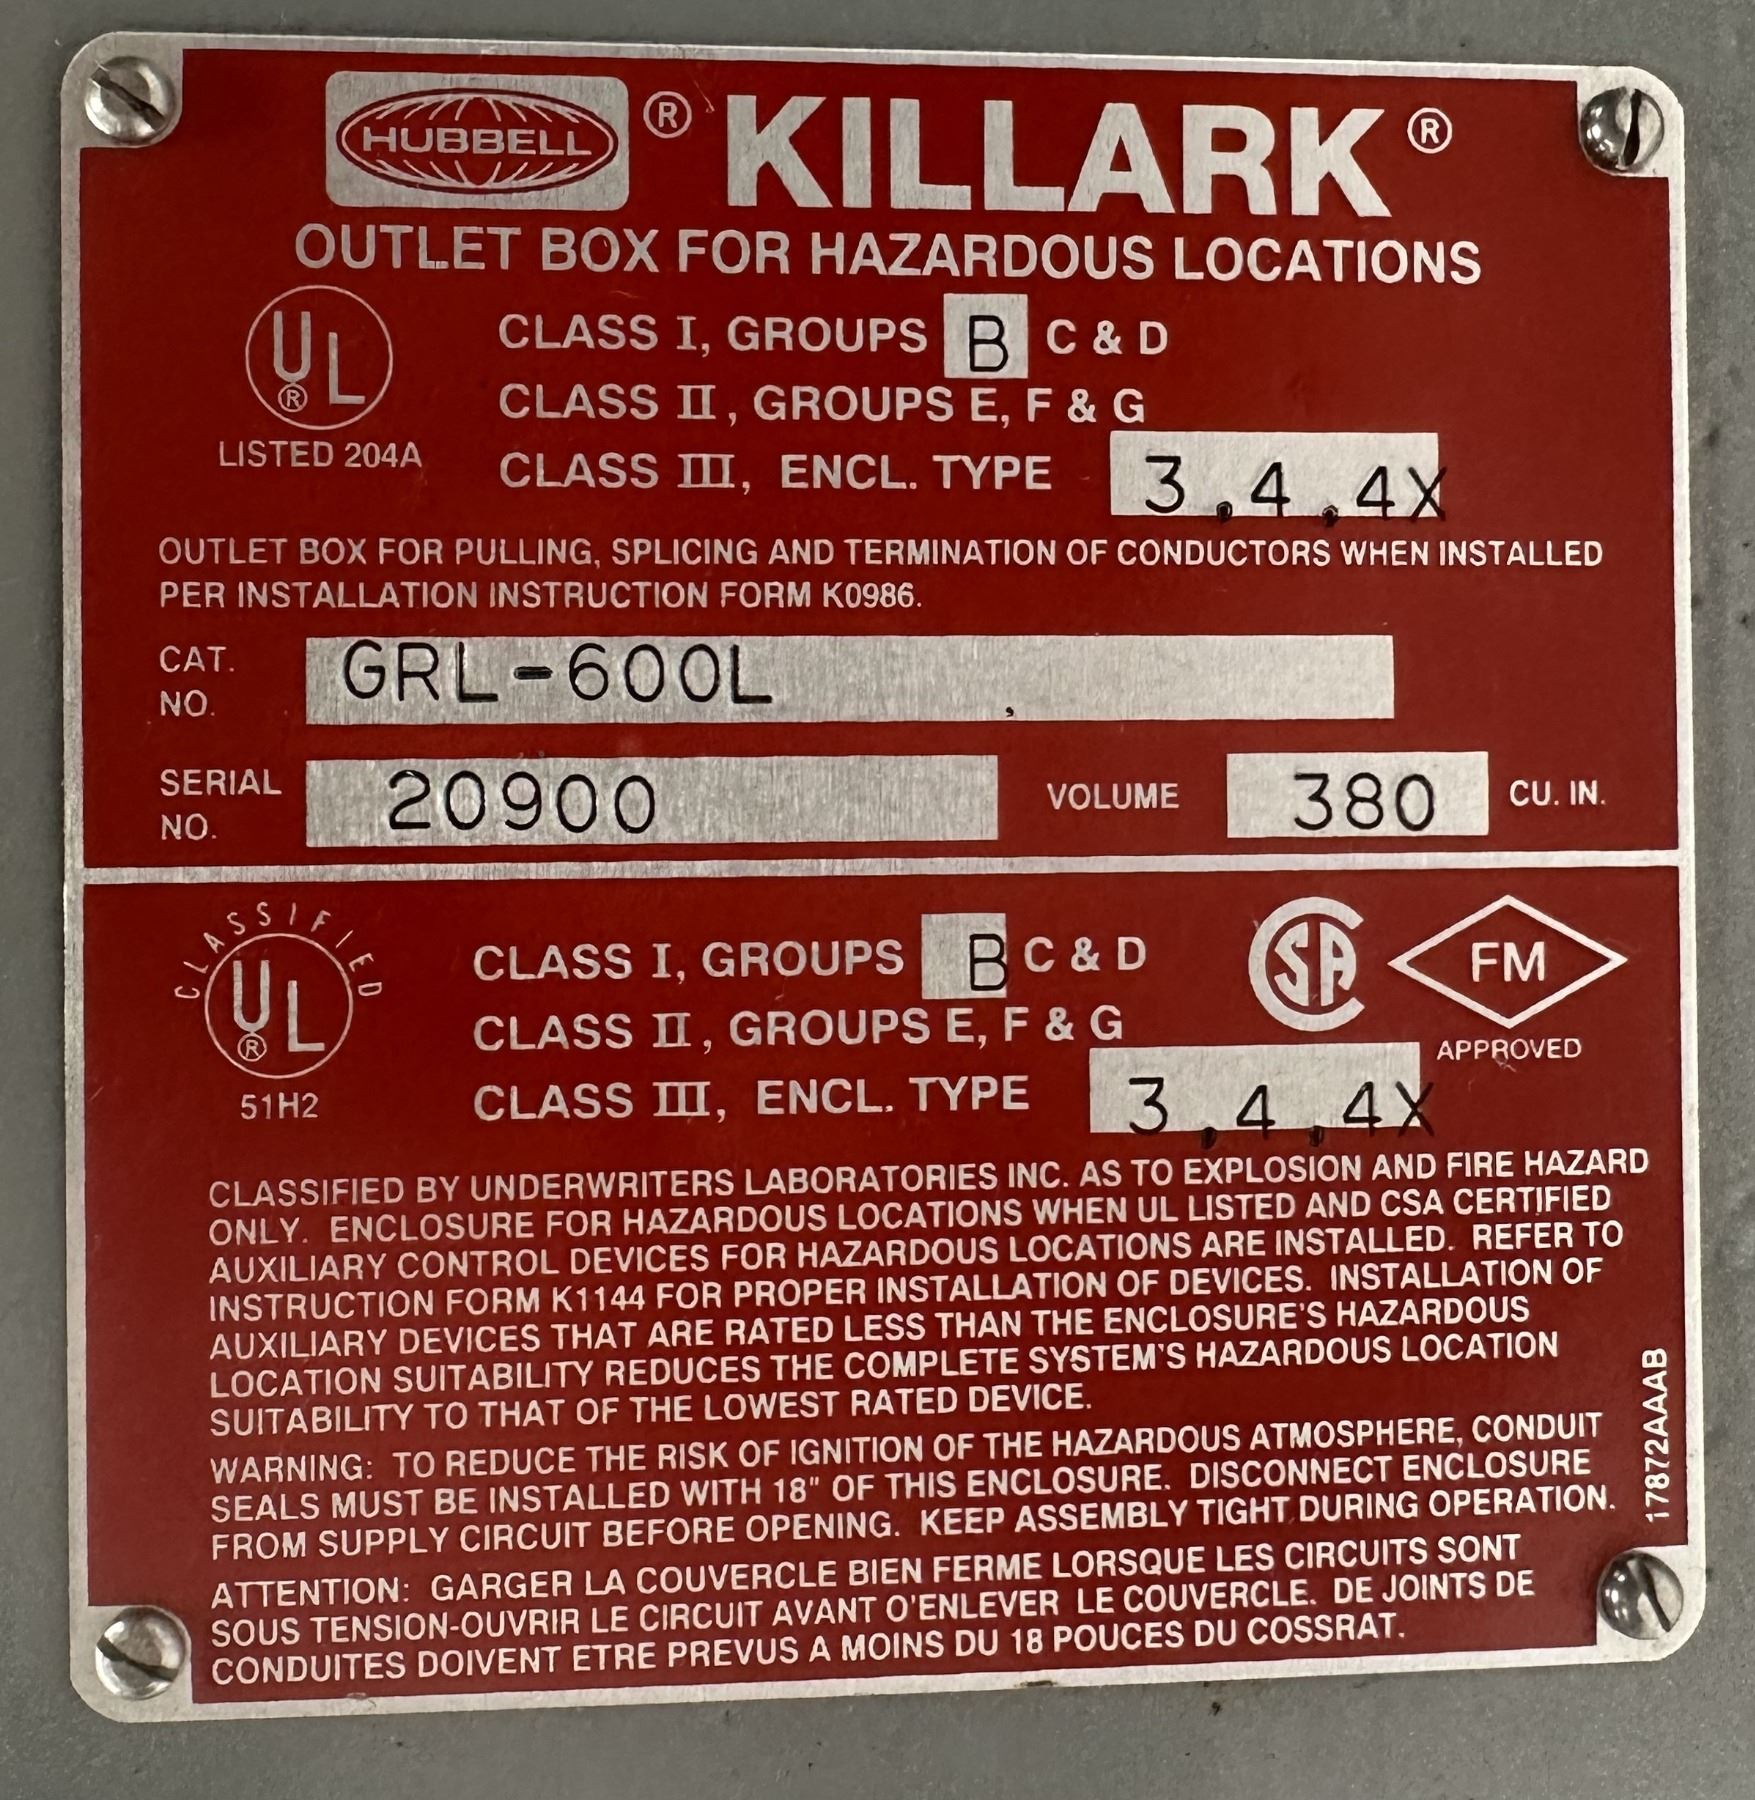 HUBBELL ® KILLARK ®
OUTLET BOX FOR HAZARDOUS LOCATIONS
UL ®
LISTED 204A
CLASS I, GROUPS B C & D
CLASS II, GROUPS E, F & G
CLASS III, ENCL. TYPE 3,4,4X
OUTLET BOX FOR PULLING, SPLICING AND TERMINATION OF CONDUCTORS WHEN INSTALLED
PER INSTALLATION INSTRUCTION FORM K0986.
CAT. NO. GRL-600L
SERIAL NO. 20900 VOLUME 380 CU. IN.
CLASSIFIED
UL ®
51H2
CLASS I, GROUPS B C & D
CLASS II, GROUPS E, F & G
CLASS III, ENCL. TYPE 3,4,4X
CSA FM
APPROVED
CLASSIFIED BY UNDERWRITERS LABORATORIES INC. AS TO EXPLOSION AND FIRE HAZARD
ONLY. ENCLOSURE FOR HAZARDOUS LOCATIONS WHEN UL LISTED AND CSA CERTIFIED
AUXILIARY CONTROL DEVICES FOR HAZARDOUS LOCATIONS ARE INSTALLED. REFER TO
INSTRUCTION FORM K1144 FOR PROPER INSTALLATION OF DEVICES. INSTALLATION OF
AUXILIARY DEVICES THAT ARE RATED LESS THAN THE ENCLOSURE'S HAZARDOUS
LOCATION SUITABILITY REDUCES THE COMPLETE SYSTEM'S HAZARDOUS LOCATION
SUITABILITY TO THAT OF THE LOWEST RATED DEVICE.
WARNING: TO REDUCE THE RISK OF IGNITION OF THE HAZARDOUS ATMOSPHERE, CONDUIT
SEALS MUST BE INSTALLED WITH 18" OF THIS ENCLOSURE. DISCONNECT ENCLOSURE
FROM SUPPLY CIRCUIT BEFORE OPENING. KEEP ASSEMBLY TIGHT DURING OPERATION.
ATTENTION: GARGER LA COUVERCLE BIEN FERME LORSQUE LES CIRCUITS SONT
SOUS TENSION-OUVRIR LE CIRCUIT AVANT O'ENLEVER LE COUVERCLE. DE JOINTS DE
CONDUITES DOIVENT ETRE PREVUS A MOINS DU 18 POUCES DU COSSRAT.
17872AAAB